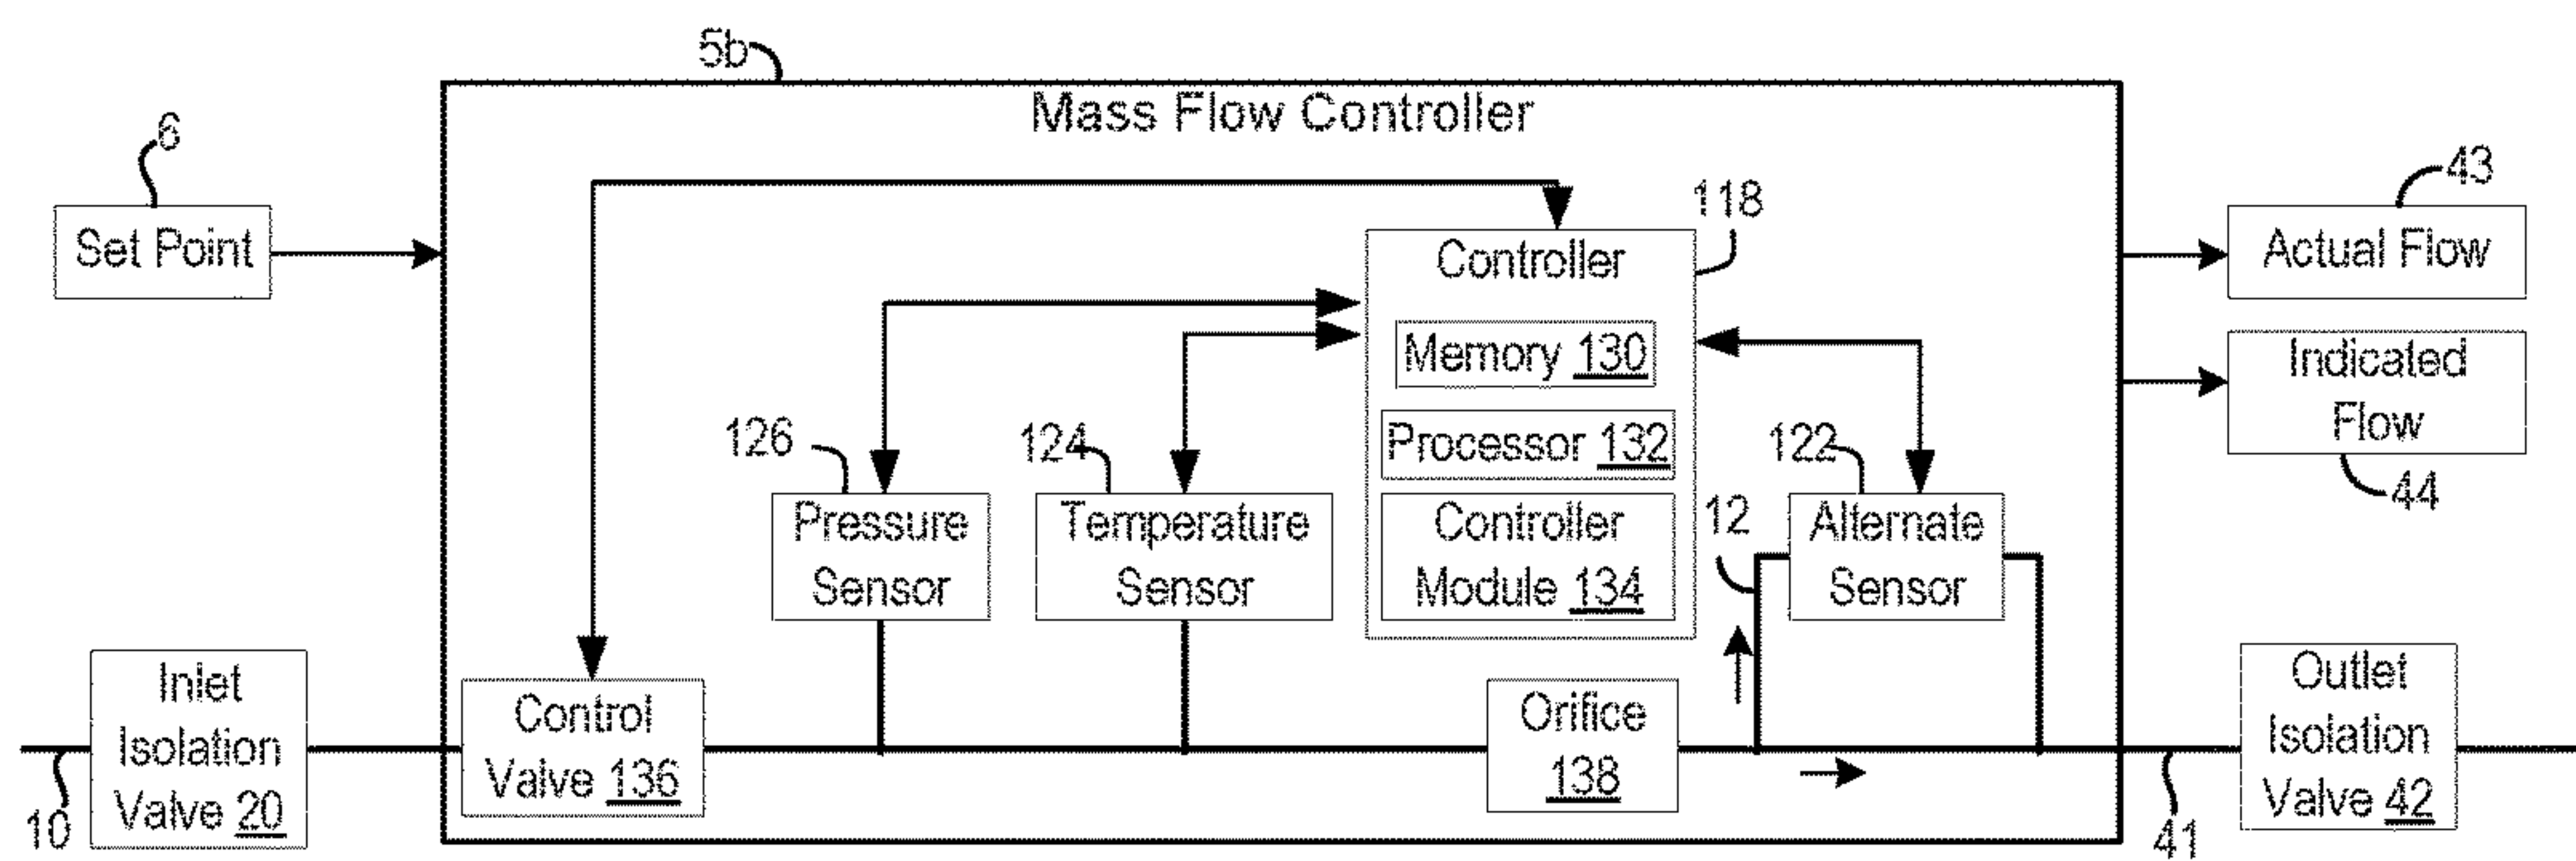 5b
Mass Flow Controller
6
Set Point
118
43
Actual Flow
Controller
Memory 130
Processor 132
Controller
Module 134
Indicated
Flow
44
126
Pressure
Sensor
124
Temperature
Sensor
122
Alternate
Sensor
12
Inlet
Isolation
Valve 20
10
Control
Valve 136
Orifice
138
Outlet
Isolation
Valve 42
41